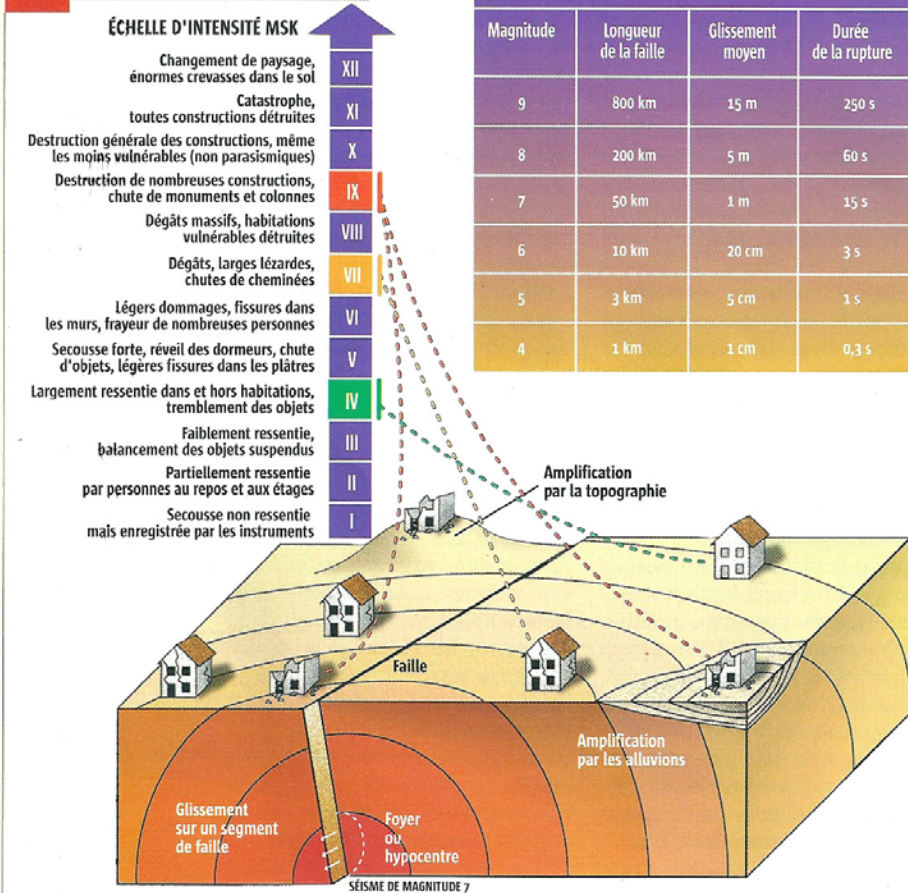 ÉCHELLE D'INTENSITÉ MSK
Changement de paysage,
énormes crevasses dans le sol
XII
Catastrophe,
toutes constructions détruites
XI
Destruction générale des constructions, même
les moins vulnérables (non parasismiques)
X
Destruction de nombreuses constructions,
chute de monuments et colonnes
IX
Dégâts massifs, habitations
vulnérables détruites
VIII
Dégâts, larges lézardes,
chutes de cheminées
VII
Légers dommages, fissures dans
les murs, frayeur de nombreuses personnes
VI
Secousse forte, réveil des dormeurs, chute
d'objets, légères fissures dans les plâtres
V
Largement ressentie dans et hors habitations,
tremblement des objets
IV
Faiblement ressentie,
balancement des objets suspendus
III
Partiellement ressentie
par personnes au repos et aux étages
II
Secousse non ressentie
mais enregistrée par les instruments
I
Magnitude Longueur de la faille Glissement moyen Durée de la rupture
9 800 km 15 m 250 s
8 200 km 5 m 60 s
7 50 km 1 m 15 s
6 10 km 20 cm 3 s
5 3 km 5 cm 1 s
4 1 km 1 cm 0,3 s
Amplification
par la topographie
Faille
Amplification
par les alluvions
Glissement
sur un segment
de faille
Foyer
ou
hypocentre
SÉISME DE MAGNITUDE 7